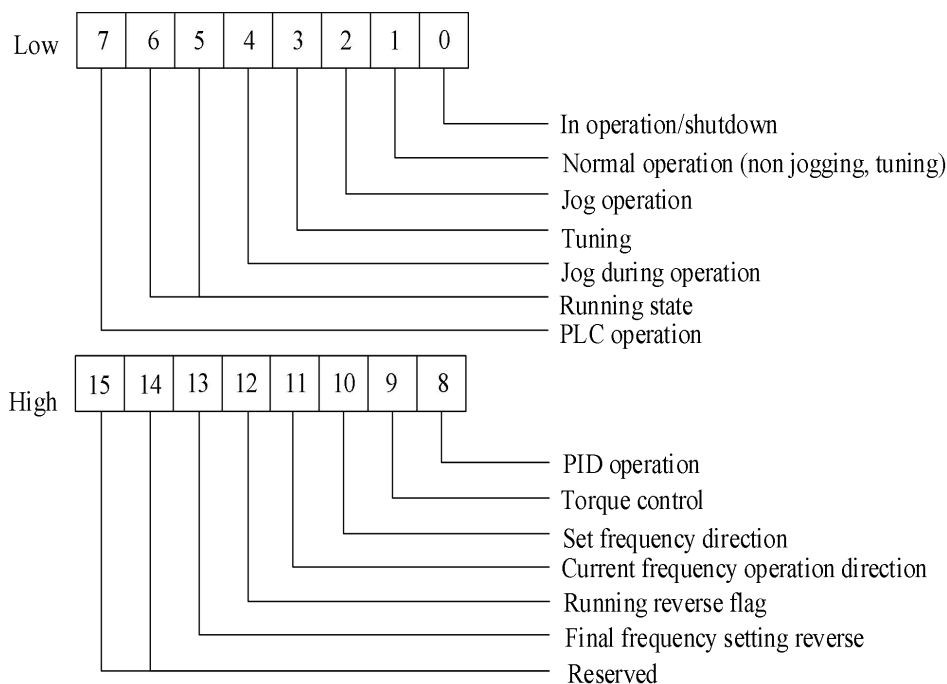 Low 7 6 5 4 3 2 1 0
In operation/shutdown
Normal operation (non jogging, tuning)
Jog operation
Tuning
Jog during operation
Running state
PLC operation
High 15 14 13 12 11 10 9 8
PID operation
Torque control
Set frequency direction
Current frequency operation direction
Running reverse flag
Final frequency setting reverse
Reserved